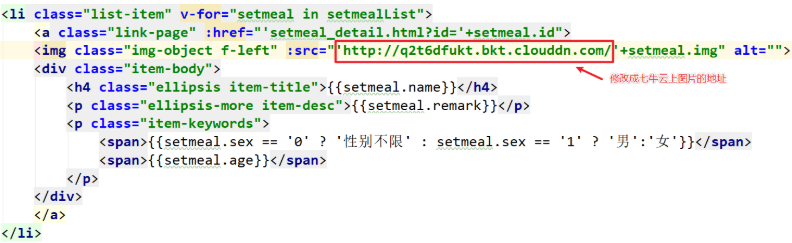 <li class="list-item" v-for="setmeal in setmealList">
<a class="link-page" :href="'setmeal_detail.html?id='+setmeal.id">
<img class="img-object f-left" :src="'http://q2t6dfukt.bkt.clouddn.com/'+setmeal.img" alt="">
修改成七牛云上图片的地址
<div class="item-body">
<h4 class="ellipsis item-title">{{setmeal.name}}</h4>
<p class="ellipsis-more item-desc">{{setmeal.remark}}</p>
<p class="item-keywords">
<span>{{setmeal.sex == '0' ? '性别不限' : setmeal.sex == '1' ? '男':'女'}}</span>
<span>{{setmeal.age}}</span>
</p>
</div>
</a>
</li>